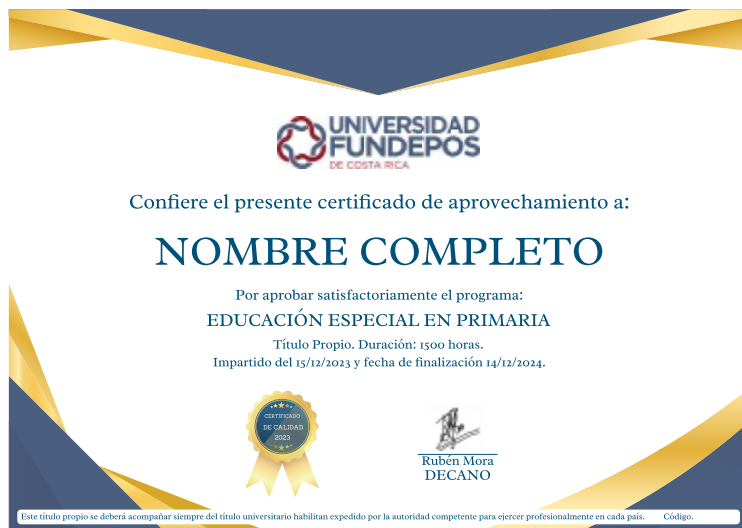 UNIVERSIDAD
FUNDEPOS
DE COSTA RICA
Confiere el presente certificado de aprovechamiento a:
NOMBRE COMPLETO
Por aprobar satisfactoriamente el programa:
EDUCACIÓN ESPECIAL EN PRIMARIA
Título Propio. Duración: 1500 horas.
Impartido del 15/12/2023 y fecha de finalización 14/12/2024.
CERTIFICADO
DE CALIDAD
2023
Rubén Mora
DECANO
Este título propio se deberá acompañar siempre del título universitario habilitan expedido por la autoridad competente para ejercer profesionalmente en cada país. Código.